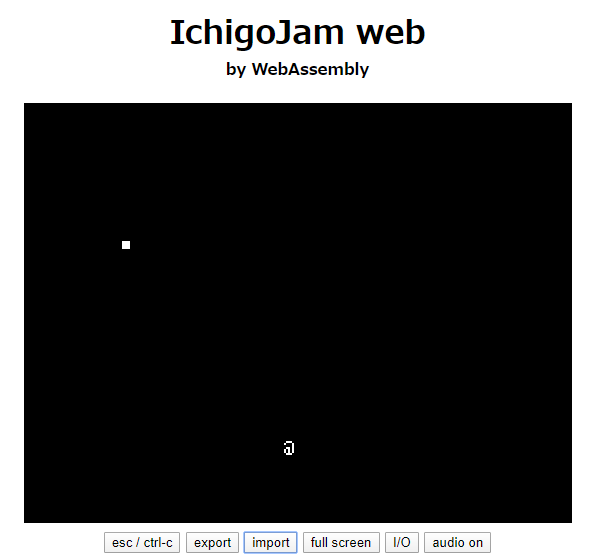 IchigoJam web
by WebAssembly
@
esc / ctrl-c export import full screen I/O audio on